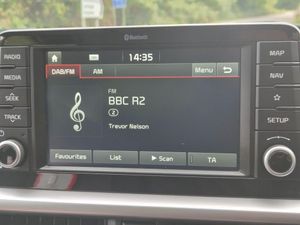 Bluetooth
RADIO
MEDIA
SEEK
TRACK
14:35
DAB/FM
AM
Menu
FM
BBC R2
2
Trevor Nelson
Favourites
List
Scan
TA
MAP
NAV
SETUP